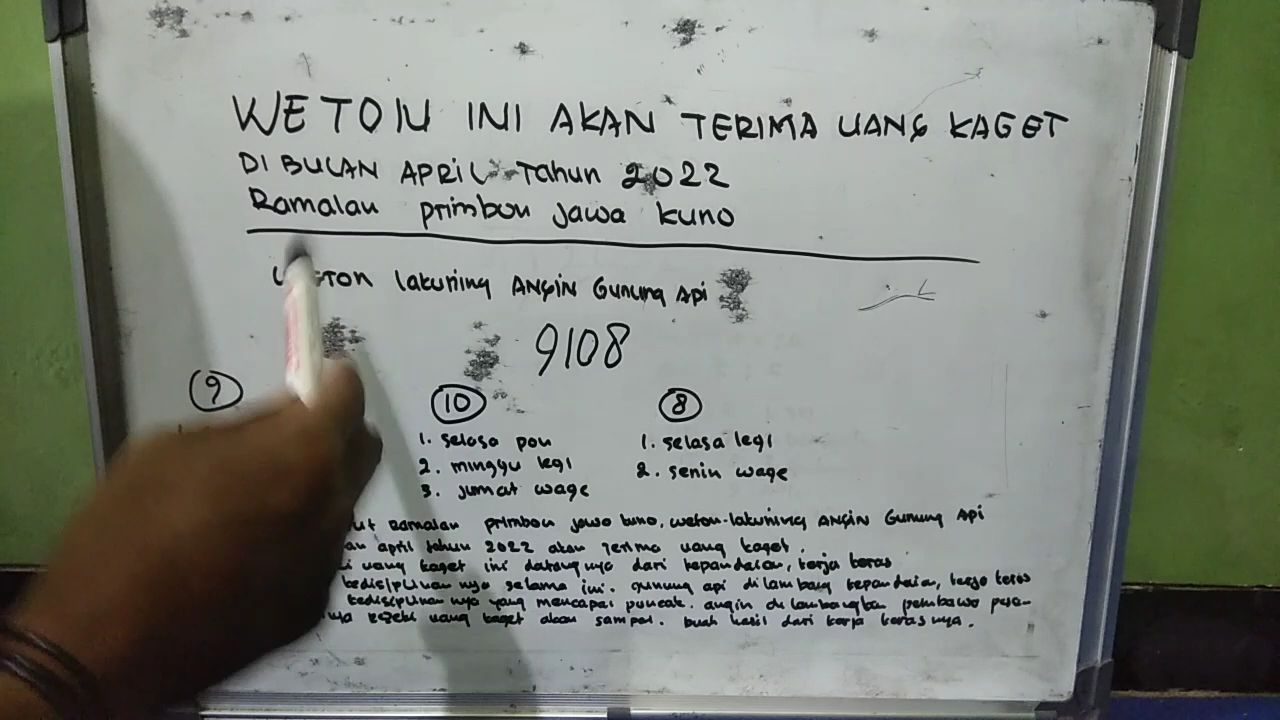 WETON INI AKAN TERIMA UANG KAGET
DI BULAN APRIL Tahun 2022
Ramalan primbon jawa kuno
WETON lakuning ANGIN Gunung Api
9108
9 10 8
1. selasa pon 1. selasa legi
2. minggu legi 2. senin wage
3. jumat wage
Ramalan primbon jawa kuno, weton lakuning ANGIN Gunung Api
april tahun 2022 akan terima uang kaget.
uang kaget ini datangnya dari kepandaian, kerja keras
kedisiplinannya selama ini. gunung api dilambang kepandaian, kerja keras
kedisiplinannya yang mencapai puncak. angin dilambangkan pembawa pesan
rezeki uang kaget akan sampai. buah hasil dari kerja kerasnya.